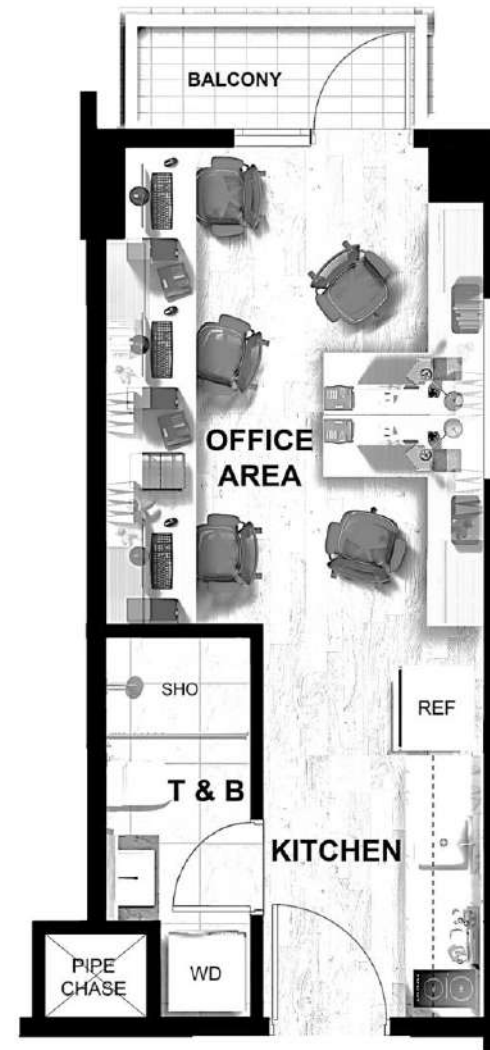 BALCONY
OFFICE
AREA
SHO
REF
T & B
KITCHEN
PIPE
CHASE
WD